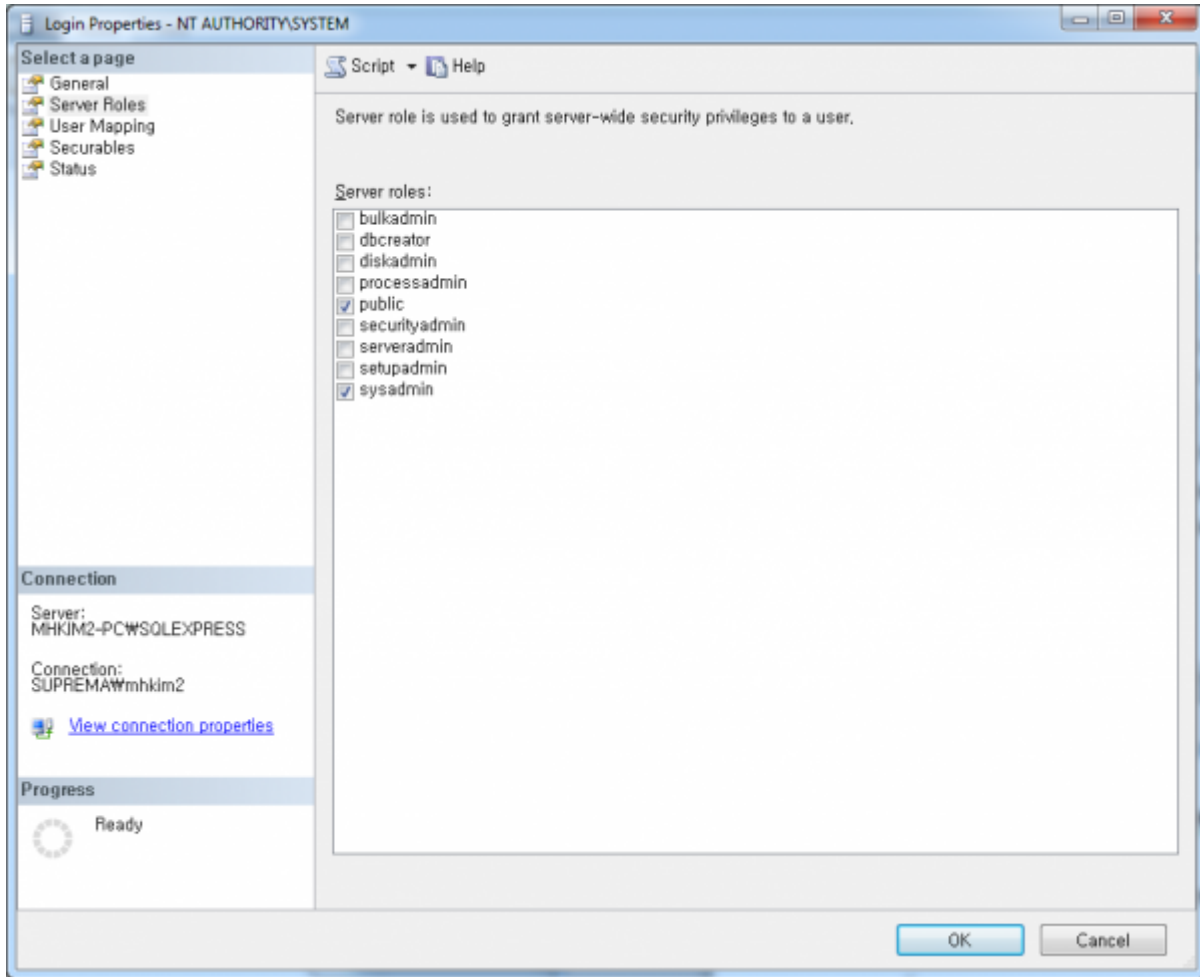 Login Properties - NT AUTHORITY\SYSTEM
Select a page
General
Server Roles
User Mapping
Securables
Status
Script
Help
Server role is used to grant server-wide security privileges to a user.
Server roles:
bulkadmin
dbcreator
diskadmin
processadmin
public
securityadmin
serveradmin
setupadmin
sysadmin
Connection
Server:
MHKIM2-PC₩SQLEXPRESS
Connection:
SUPREMA₩mhkim2
View connection properties
Progress
Ready
OK
Cancel